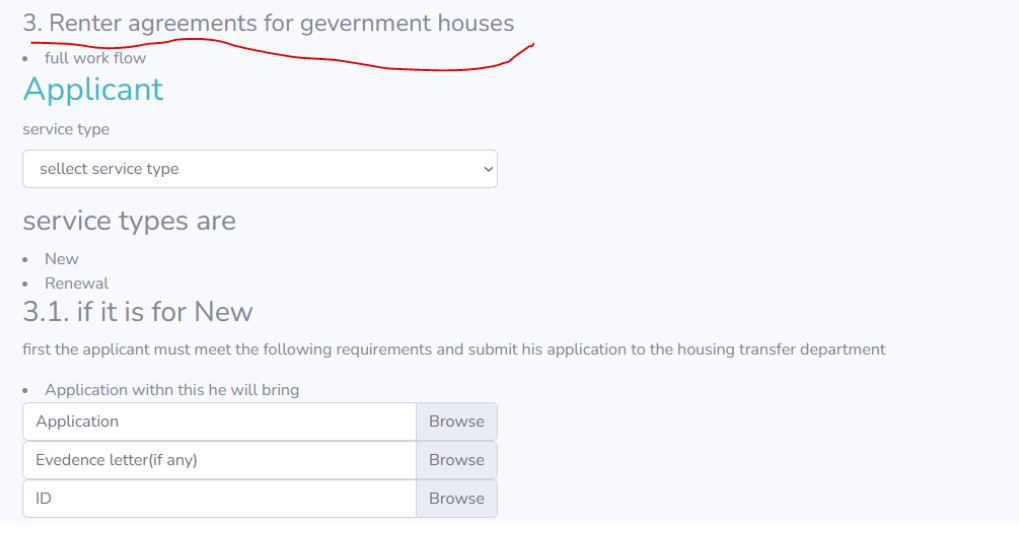 3. Renter agreements for gevernment houses
full work flow
Applicant
service type
sellect service type
service types are
New
Renewal
3.1. if it is for New
first the applicant must meet the following requirements and submit his application to the housing transfer department
Application withn this he will bring
Application Browse
Evedence letter(if any) Browse
ID Browse